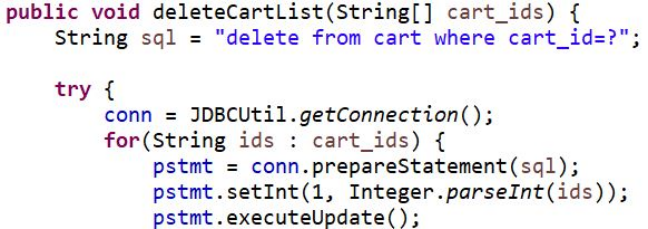 public void deleteCartList(String[] cart_ids) {
    String sql = "delete from cart where cart_id=?";
    try {
        conn = JDBCUtil.getConnection();
        for(String ids : cart_ids) {
            pstmt = conn.prepareStatement(sql);
            pstmt.setInt(1, Integer.parseInt(ids));
            pstmt.executeUpdate();